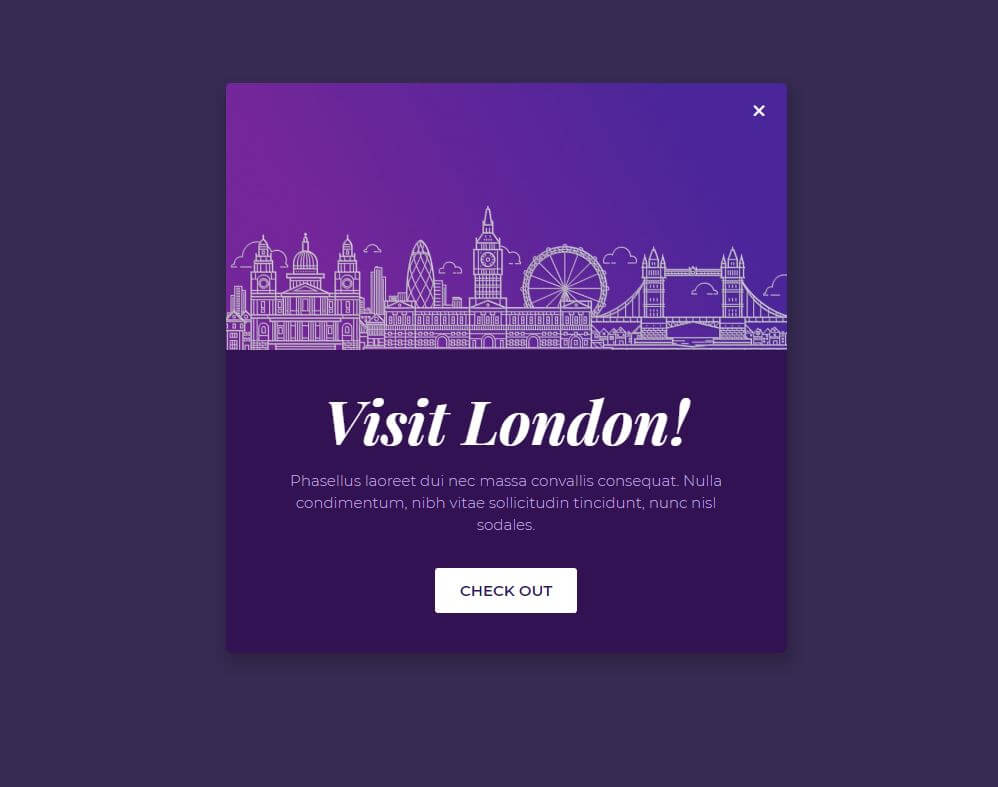 Visit London!
Phasellus laoreet dui nec massa convallis consequat. Nulla
condimentum, nibh vitae sollicitudin tincidunt, nunc nisl
sodales.
CHECK OUT